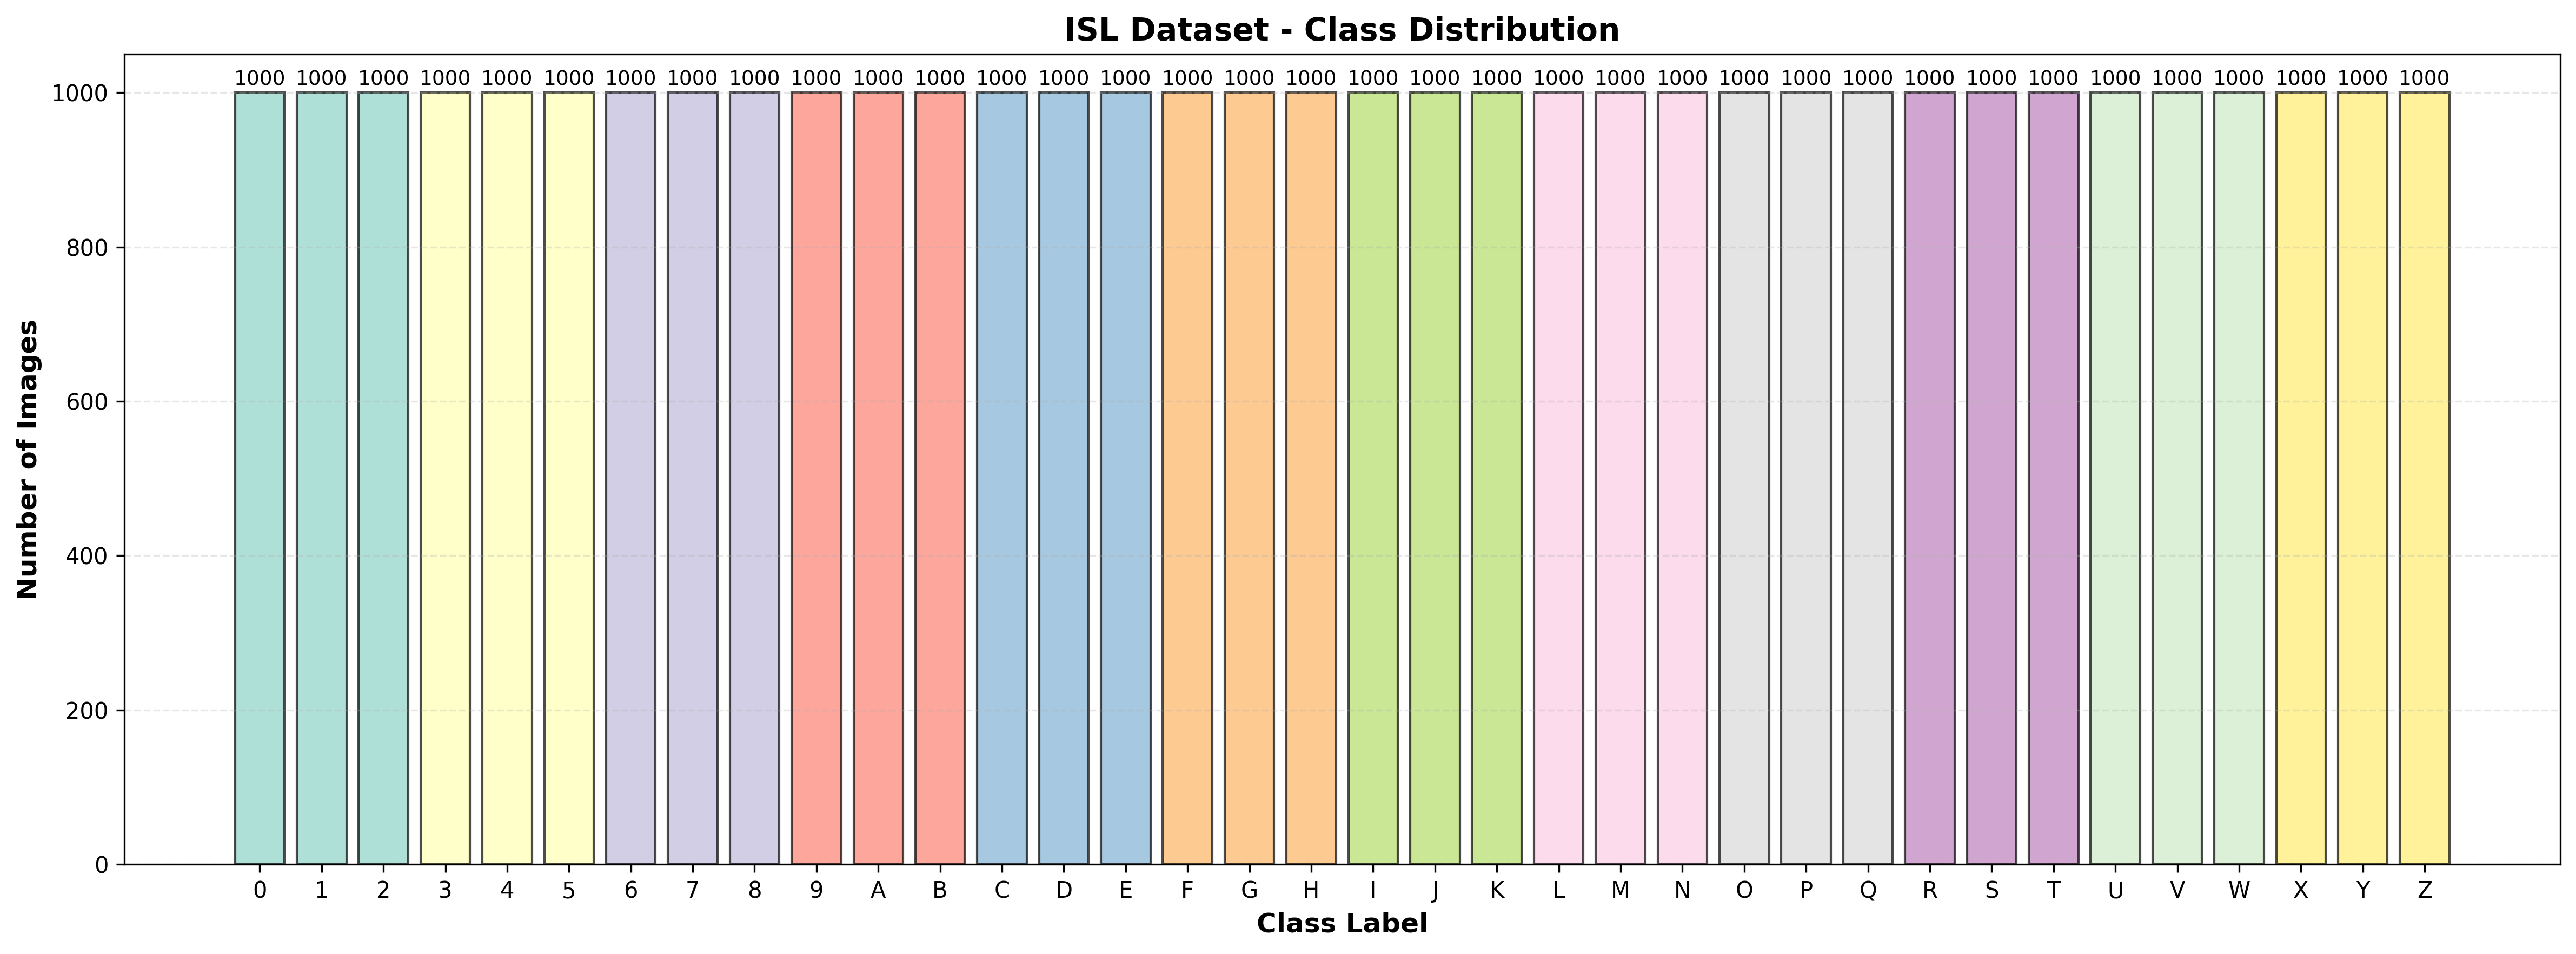 ISL Dataset - Class Distribution
1000 1000 1000 1000 1000 1000 1000 1000 1000 1000 1000 1000 1000 1000 1000 1000 1000 1000 1000 1000 1000 1000 1000 1000 1000 1000 1000 1000 1000 1000 1000 1000 1000 1000 1000 1000
1000
800
600
400
200
0
Number of Images
0 1 2 3 4 5 6 7 8 9 A B C D E F G H I J K L M N O P Q R S T U V W X Y Z
Class Label